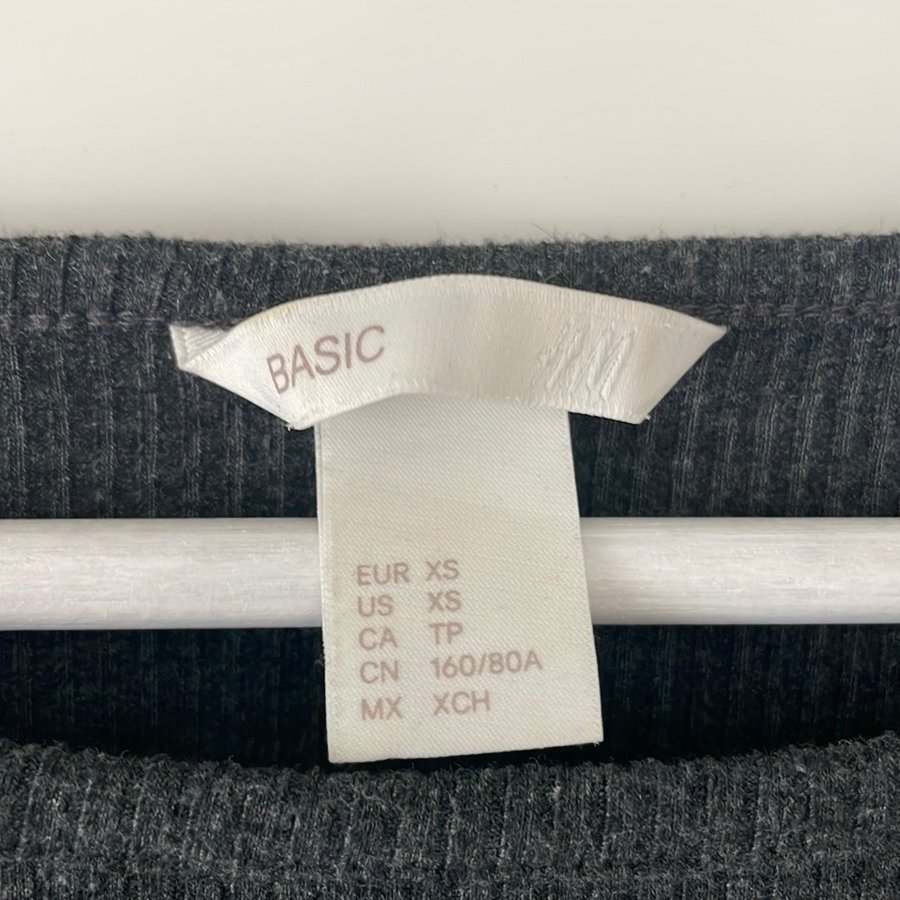 BASIC
EUR XS
US XS
CA TP
CN 160/80A
MX XCH